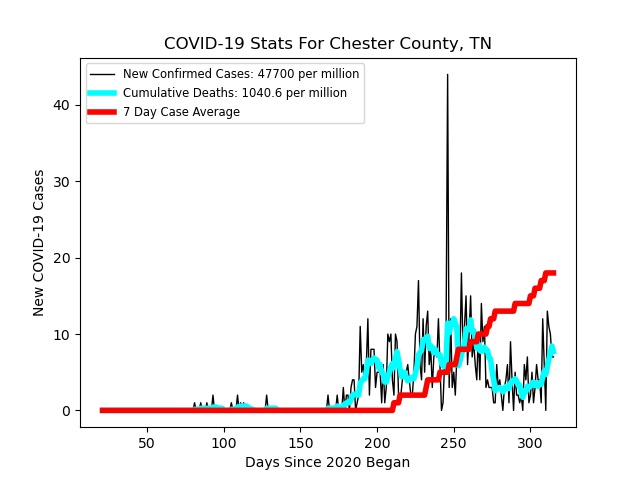 COVID-19 Stats For Chester County, TN
New Confirmed Cases: 47700 per million
Cumulative Deaths: 1040.6 per million
7 Day Case Average
New COVID-19 Cases
40
30
20
10
0
50 100 150 200 250 300
Days Since 2020 Began